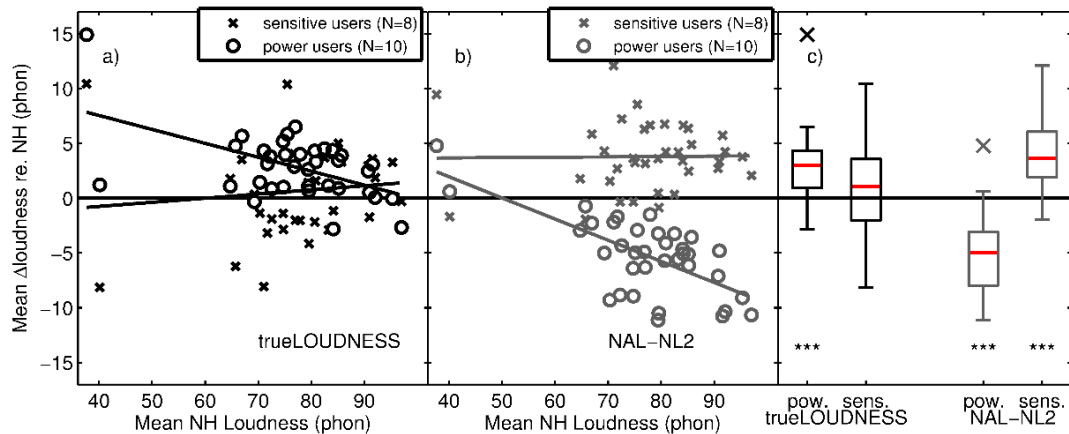 sensitive users (N=8)
power users (N=10)
sensitive users (N=8)
power users (N=10)
a)
b)
c)
Mean Δloudness re. NH (phon)
15
10
5
0
−5
−10
−15
trueLOUDNESS
NAL−NL2
*** *** ***
40 50 60 70 80 90
Mean NH Loudness (phon)
40 50 60 70 80 90
Mean NH Loudness (phon)
pow. sens. pow. sens.
trueLOUDNESS NAL−NL2